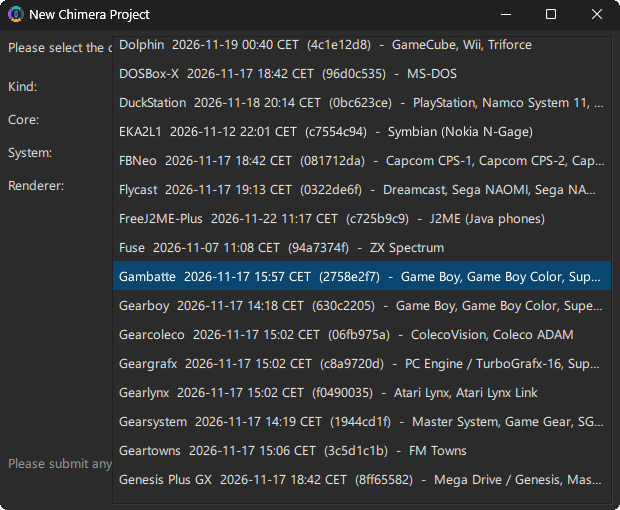 New Chimera Project
Please select the c
Dolphin 2026-11-19 00:40 CET (4c1e12d8) - GameCube, Wii, Triforce
DOSBox-X 2026-11-17 18:42 CET (96d0c535) - MS-DOS
Kind:
DuckStation 2026-11-18 20:14 CET (0bc623ce) - PlayStation, Namco System 11, ...
Core:
EKA2L1 2026-11-12 22:01 CET (c7554c94) - Symbian (Nokia N-Gage)
System:
FBNeo 2026-11-17 18:42 CET (081712da) - Capcom CPS-1, Capcom CPS-2, Cap...
Renderer:
Flycast 2026-11-17 19:13 CET (0322de6f) - Dreamcast, Sega NAOMI, Sega NA...
FreeJ2ME-Plus 2026-11-22 11:17 CET (c725b9c9) - J2ME (Java phones)
Fuse 2026-11-07 11:08 CET (94a7374f) - ZX Spectrum
Gambatte 2026-11-17 15:57 CET (2758e2f7) - Game Boy, Game Boy Color, Sup...
Gearboy 2026-11-17 14:18 CET (630c2205) - Game Boy, Game Boy Color, Supe...
Gearcoleco 2026-11-17 15:02 CET (06fb975a) - ColecoVision, Coleco ADAM
Geargrafx 2026-11-17 15:02 CET (c8a9720d) - PC Engine / TurboGrafx-16, Sup...
Gearlynx 2026-11-17 15:02 CET (f0490035) - Atari Lynx, Atari Lynx Link
Gearsystem 2026-11-17 14:19 CET (1944cd1f) - Master System, Game Gear, SG...
Geartowns 2026-11-17 15:06 CET (3c5d1c1b) - FM Towns
Please submit any
Genesis Plus GX 2026-11-17 18:42 CET (8ff65582) - Mega Drive / Genesis, Mas...